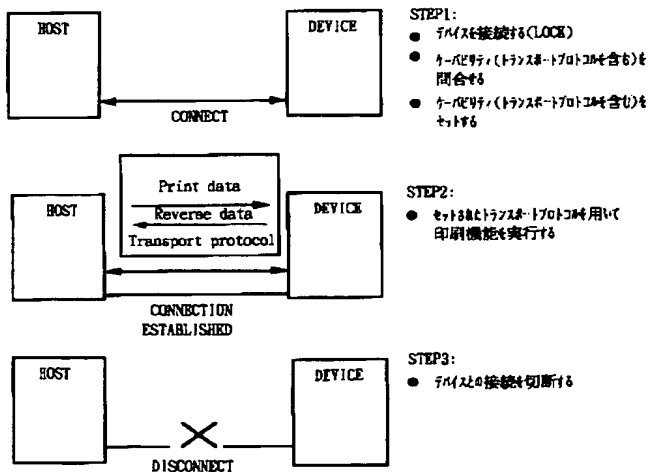 HOST
DEVICE
CONNECT
STEP1:
● デバイスを接続する(LOCK)
● ケーパビリティ(トランスポートプロトコルを含む)を
問合せる
● ケーパビリティ(トランスポートプロトコルを含む)を
セットする
HOST
Print data
Reverse data
Transport protocol
DEVICE
CONNECTION
ESTABLISHED
STEP2:
● セットされたトランスポートプロトコルを用いて
印刷機能を実行する
HOST
DEVICE
DISCONNECT
STEP3:
● デバイスとの接続を切断する